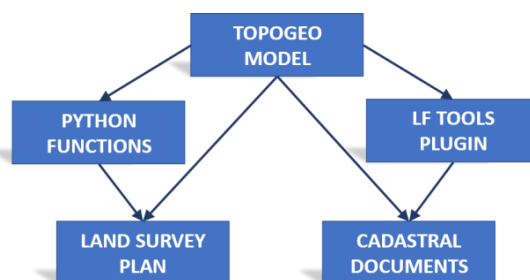 TOPOGEO
MODEL
PYTHON
FUNCTIONS
LF TOOLS
PLUGIN
LAND SURVEY
PLAN
CADASTRAL
DOCUMENTS